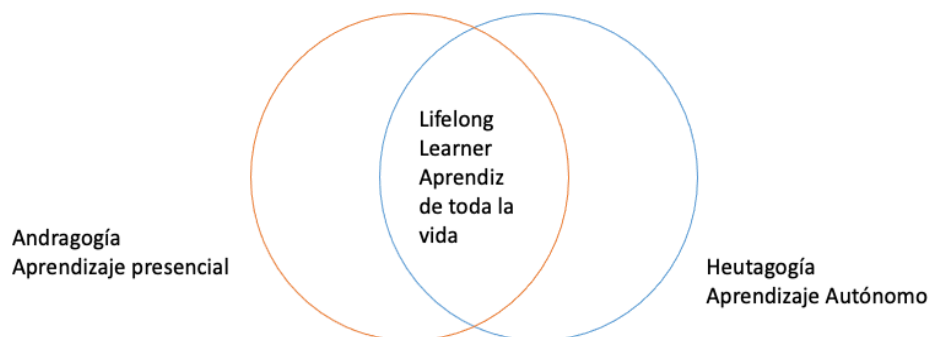 Lifelong
Learner
Aprendiz
de toda la
vida
Andragogía
Aprendizaje presencial
Heutagogía
Aprendizaje Autónomo